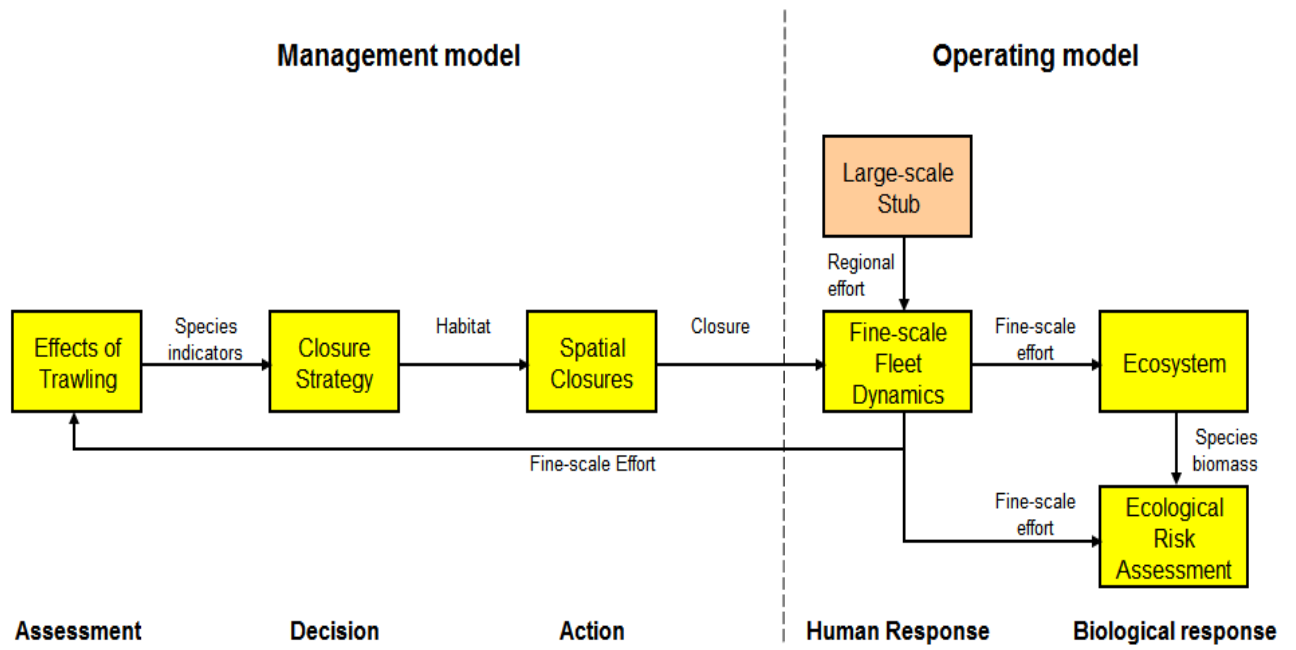 Management model
Operating model
Large-scale
Stub
Regional
effort
Effects of
Trawling
Species
indicators
Closure
Strategy
Habitat
Spatial
Closures
Closure
Fine-scale
Fleet
Dynamics
Fine-scale
effort
Ecosystem
Fine-scale Effort
Species
biomass
Fine-scale
effort
Ecological
Risk
Assessment
Assessment
Decision
Action
Human Response
Biological response